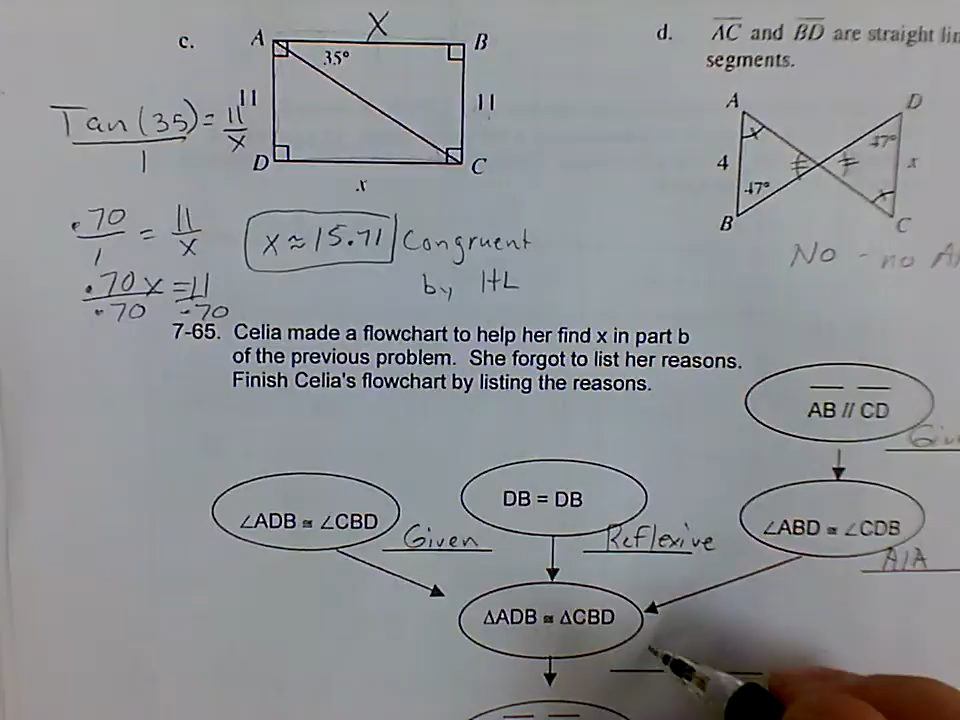 c.
A X B
35°
11 11
D C
x
Tan(35) = 11
1 x
.70 = 11
1 x
.70x = 11
.70 .70
x ≈ 15.71 Congruent
by HL
d. AC and BD are straight
segments.
A D
47°
4 x
47°
B C
No - no
7-65. Celia made a flowchart to help her find x in part b
of the previous problem. She forgot to list her reasons.
Finish Celia's flowchart by listing the reasons.
AB // CD
∠ADB ≅ ∠CBD
Given
DB = DB
Reflexive
∠ABD ≅ ∠CDB
AIA
ΔADB ≅ ΔCBD